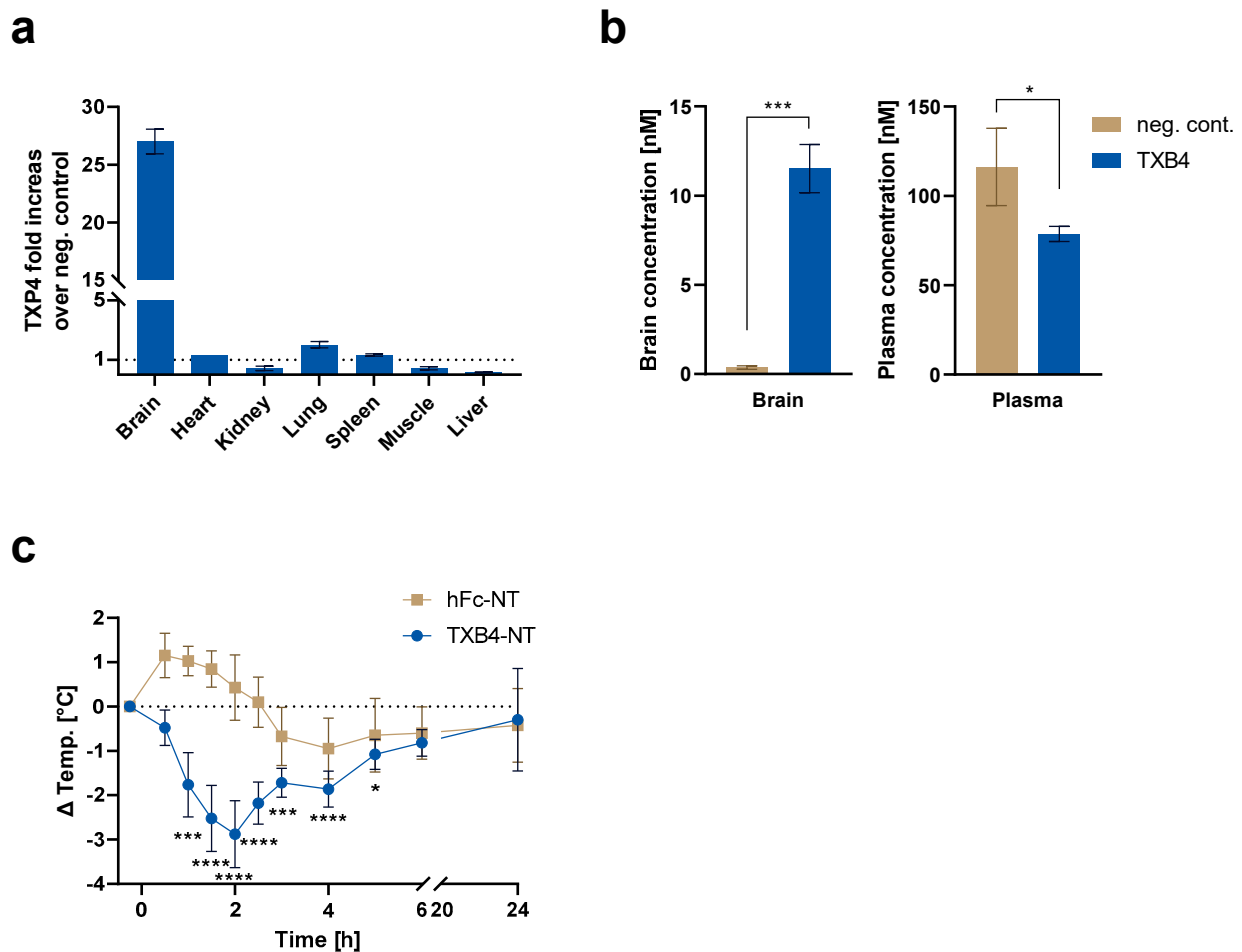 a
TXP4 fold increas
over neg. control
30
25
20
15
5
1
Brain
Heart
Kidney
Lung
Spleen
Muscle
Liver
b
Brain concentration [nM]
15
10
5
0
***
Brain
Plasma concentration [nM]
150
100
50
0
*
Plasma
neg. cont.
TXB4
c
hFc-NT
TXB4-NT
Δ Temp. [°C]
2
1
0
-1
-2
-3
-4
***
****
****
****
***
****
*
0 2 4 6 20 24
Time [h]